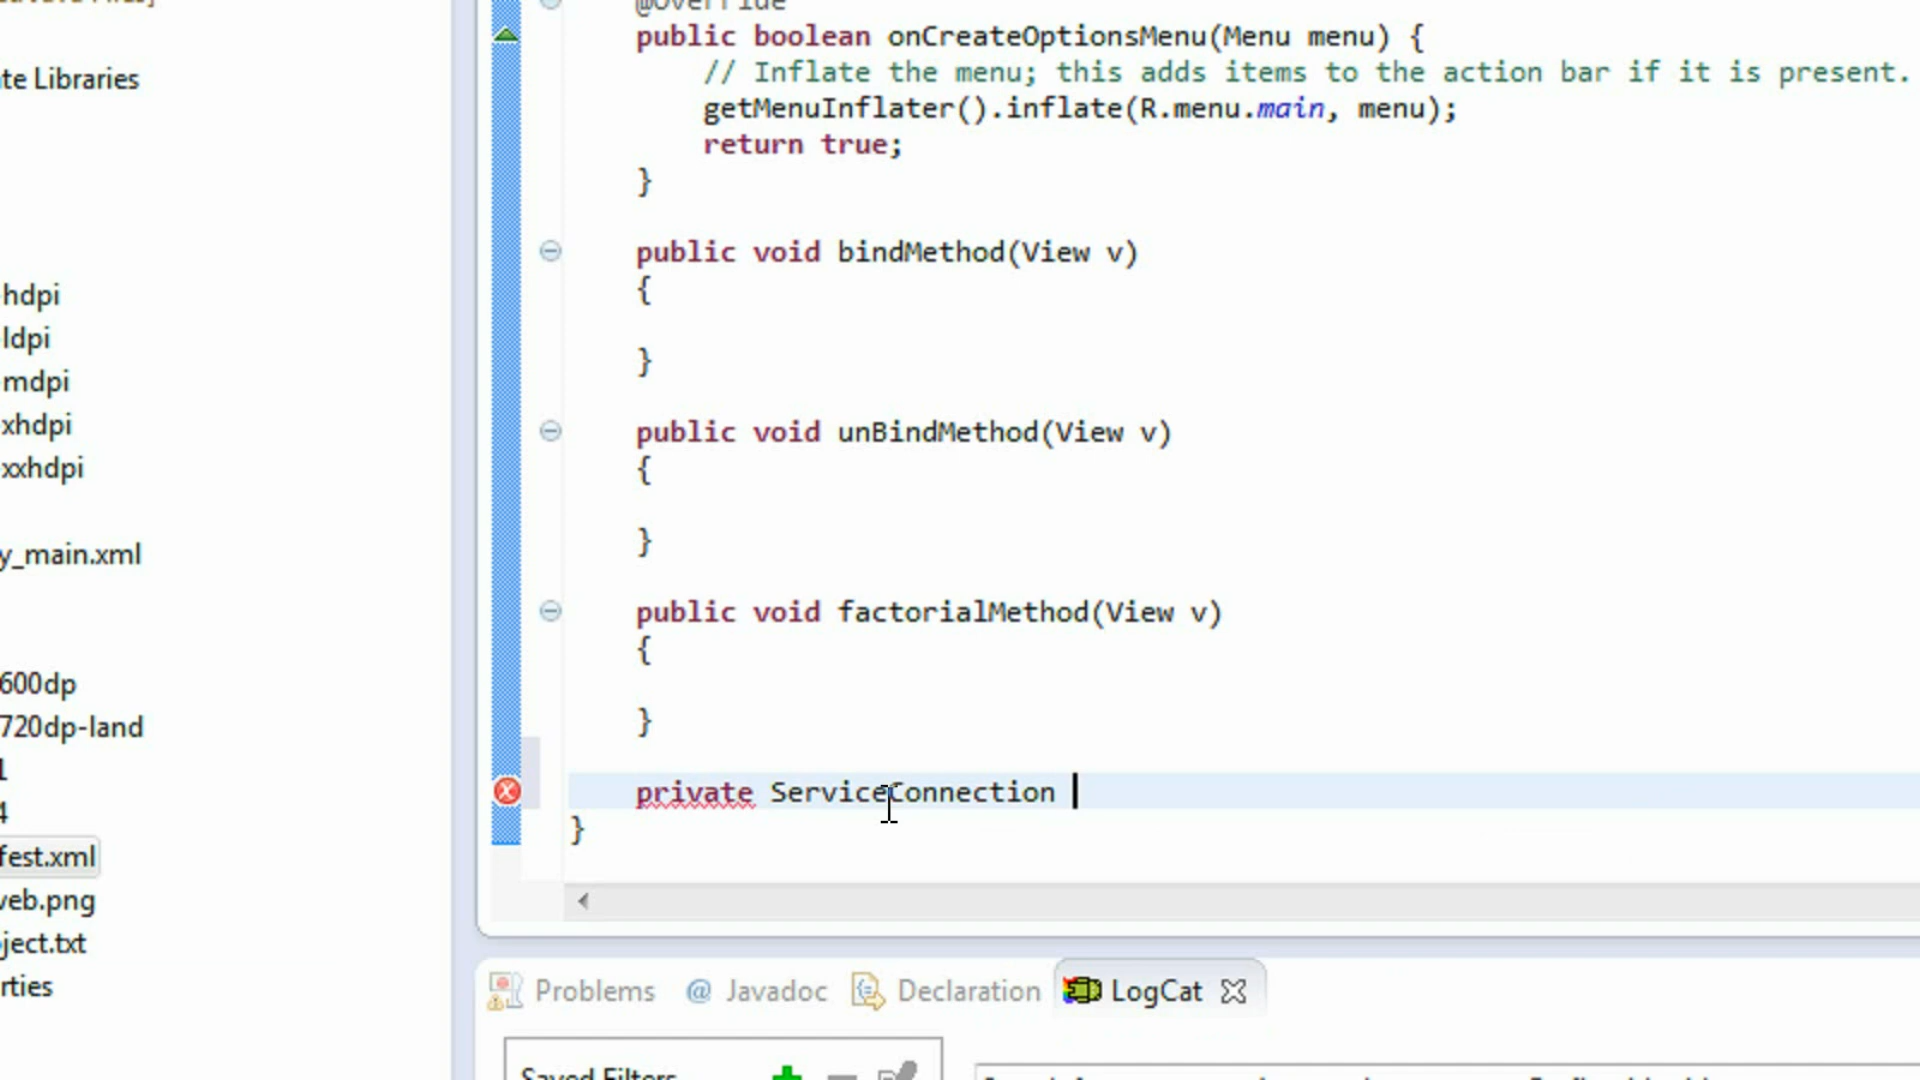 te Libraries
hdpi
-ldpi
-mdpi
xhdpi
xxhdpi
y_main.xml
600dp
720dp-land
fest.xml
veb.png
ject.txt
rties
@Override
public boolean onCreateOptionsMenu(Menu menu) {
// Inflate the menu; this adds items to the action bar if it is present.
getMenuInflater().inflate(R.menu.main, menu);
return true;
}
public void bindMethod(View v)
{
}
public void unBindMethod(View v)
{
}
public void factorialMethod(View v)
{
}
private ServiceConnection
}
Problems @ Javadoc Declaration LogCat
Saved Filters